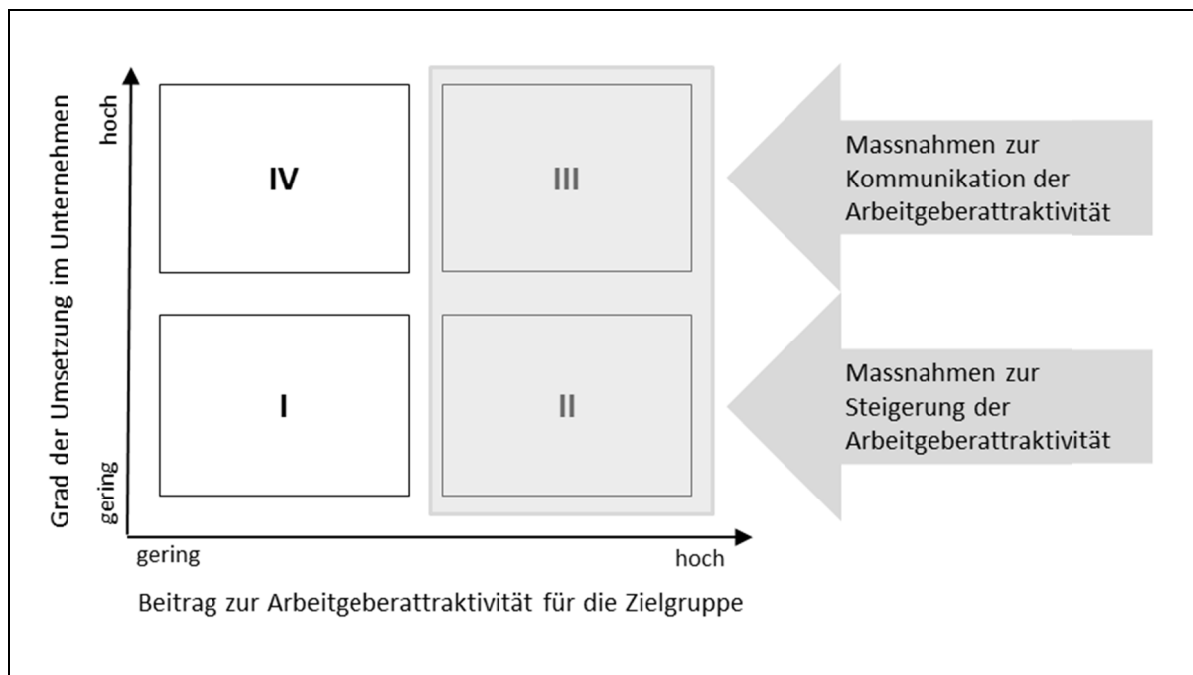 Grad der Umsetzung im Unternehmen
hoch
gering
IV
III
I
II
gering
hoch
Beitrag zur Arbeitgeberattraktivität für die Zielgruppe
Massnahmen zur
Kommunikation der
Arbeitgeberattraktivität
Massnahmen zur
Steigerung der
Arbeitgeberattraktivität